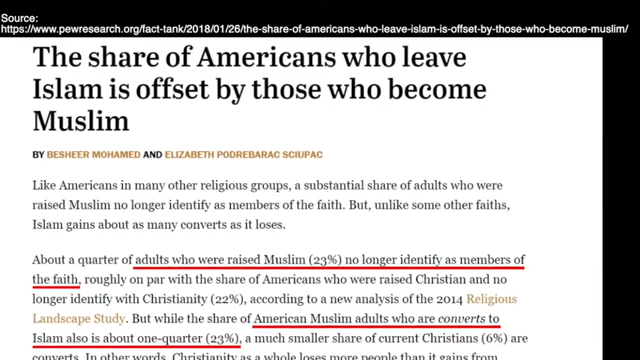 Source:
https://www.pewresearch.org/fact-tank/2018/01/26/the-share-of-americans-who-leave-islam-is-offset-by-those-who-become-muslim/
The share of Americans who leave
Islam is offset by those who become
Muslim
BY BESHEER MOHAMED AND ELIZABETH PODREBARAC SCIUPAC
Like Americans in many other religious groups, a substantial share of adults who were
raised Muslim no longer identify as members of the faith. But, unlike some other faiths,
Islam gains about as many converts as it loses.
About a quarter of adults who were raised Muslim (23%) no longer identify as members of
the faith, roughly on par with the share of Americans who were raised Christian and no
longer identify with Christianity (22%), according to a new analysis of the 2014 Religious
Landscape Study. But while the share of American Muslim adults who are converts to
Islam also is about one-quarter (23%), a much smaller share of current Christians (6%) are
converts. In other words, Christianity as a whole loses more people than it gains from